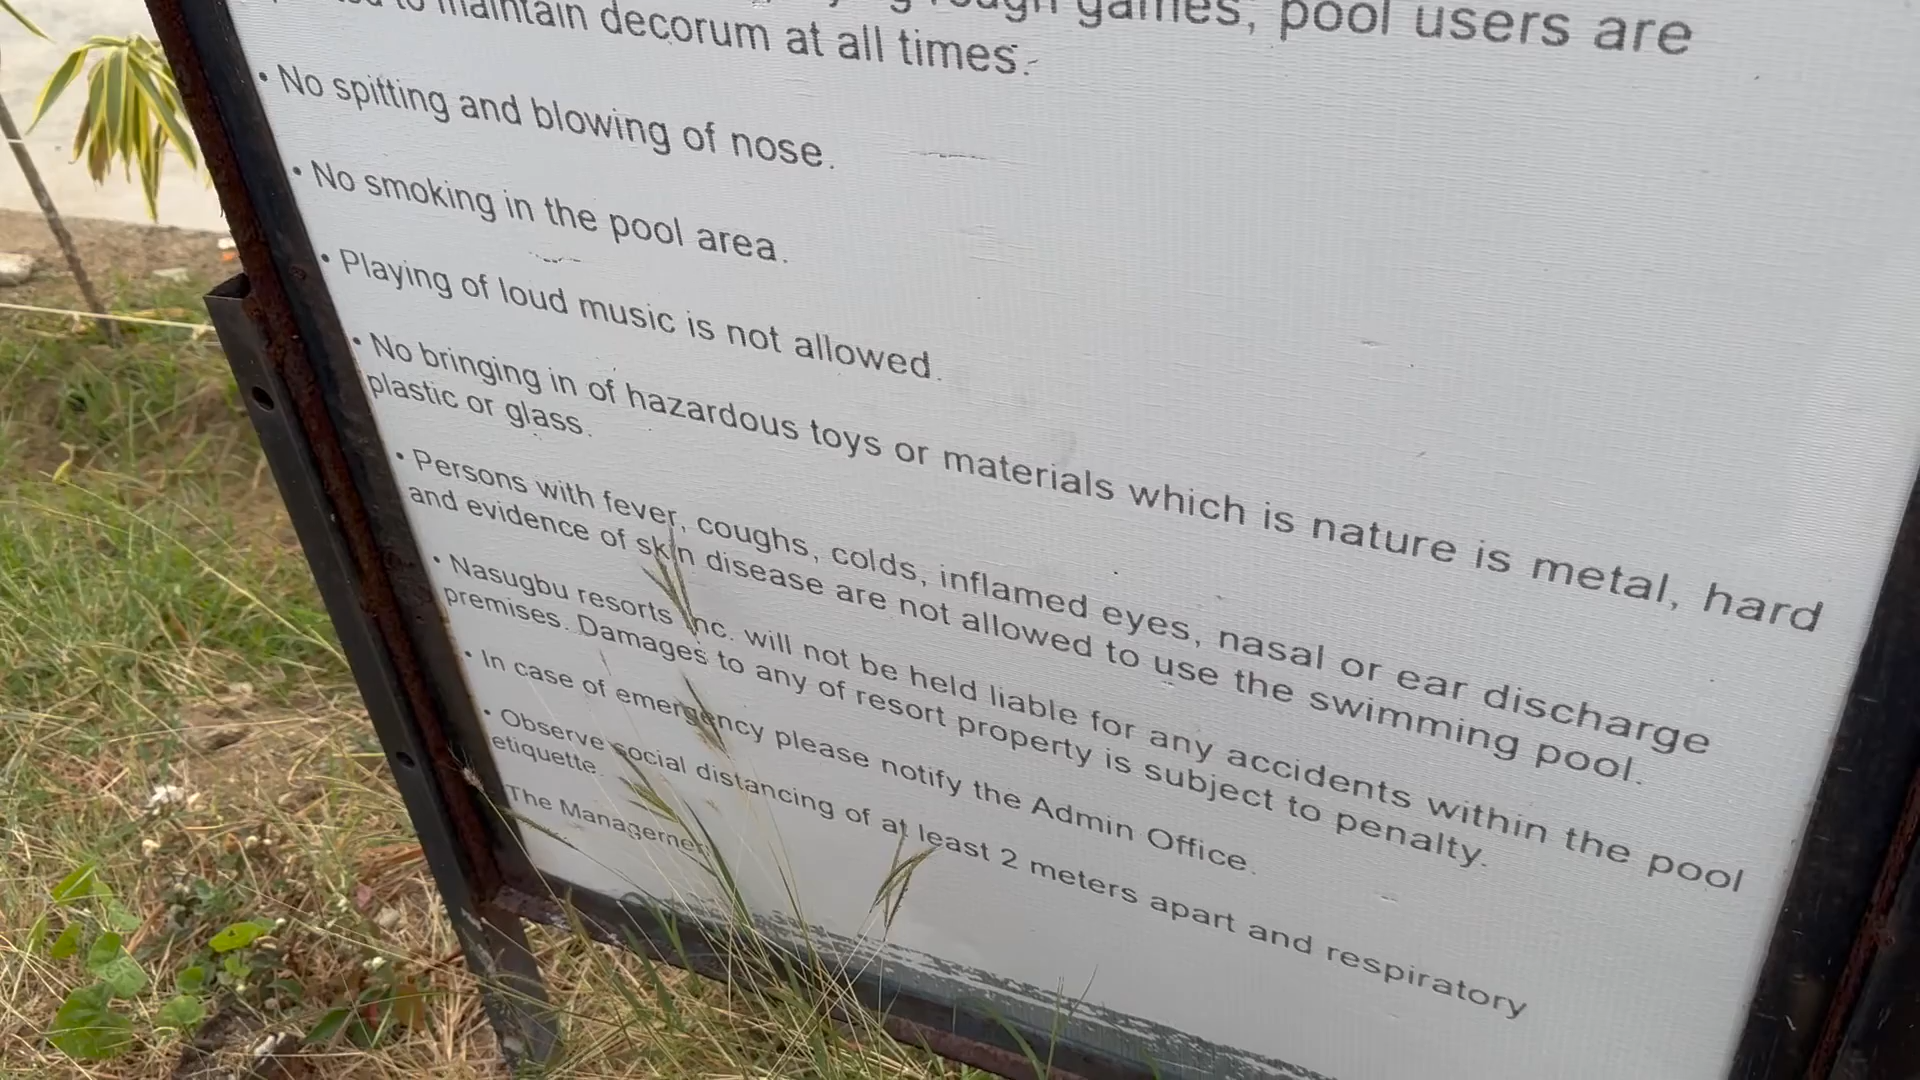 games, pool users are
to maintain decorum at all times.
• No spitting and blowing of nose.
• No smoking in the pool area.
• Playing of loud music is not allowed.
• No bringing in of hazardous toys or materials which is nature is metal, hard
plastic or glass.
• Persons with fever, coughs, colds, inflamed eyes, nasal or ear discharge
and evidence of skin disease are not allowed to use the swimming pool.
• Nasugbu resorts inc. will not be held liable for any accidents within the pool
premises. Damages to any of resort property is subject to penalty.
• In case of emergency please notify the Admin Office.
• Observe social distancing of at least 2 meters apart and respiratory
etiquette.
The Management